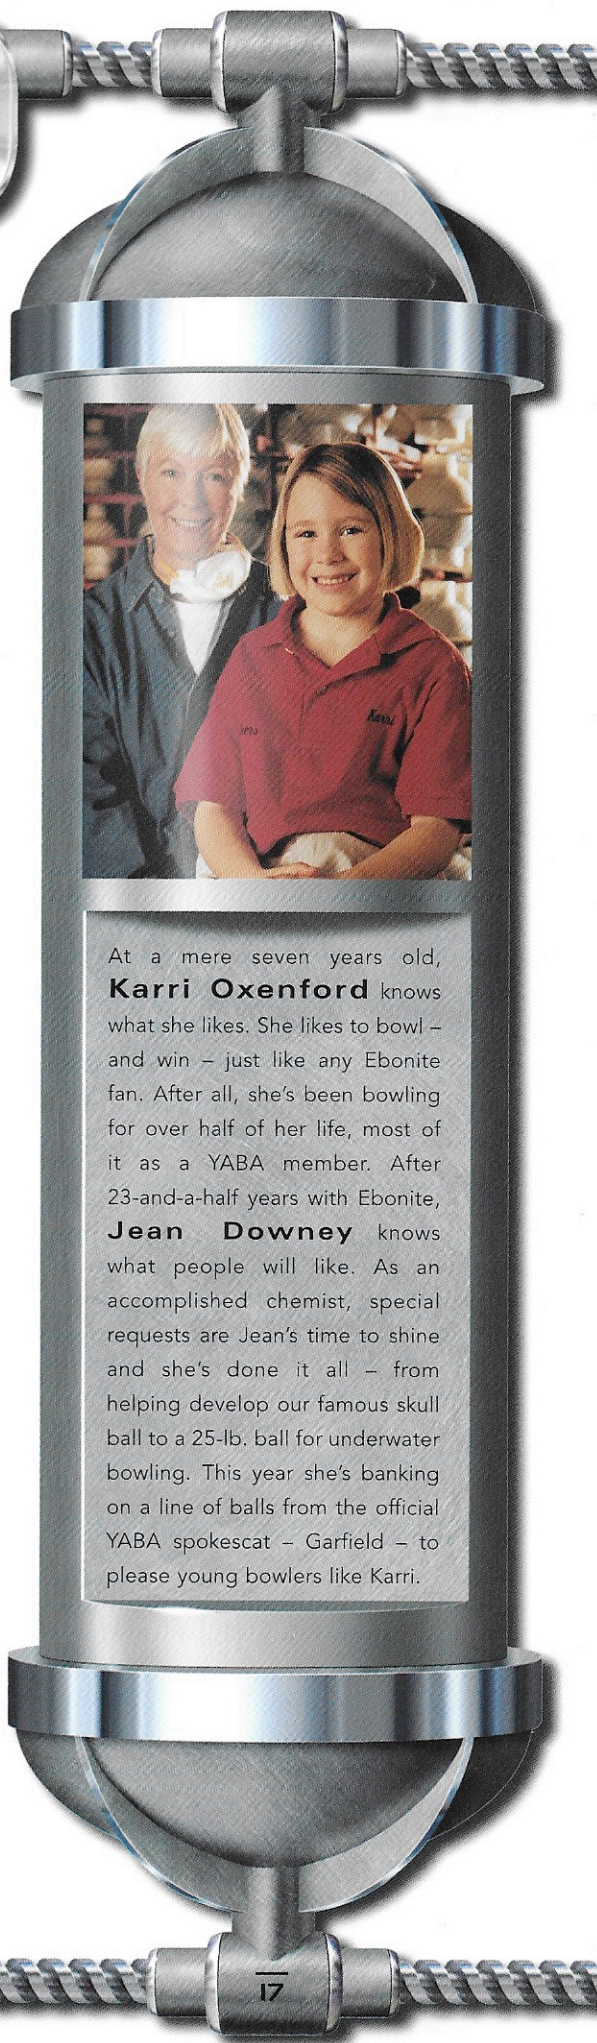 Karri
At a mere seven years old,
Karri Oxenford knows
what she likes. She likes to bowl –
and win – just like any Ebonite
fan. After all, she's been bowling
for over half of her life, most of
it as a YABA member. After
23-and-a-half years with Ebonite,
Jean Downey knows
what people will like. As an
accomplished chemist, special
requests are Jean's time to shine
and she's done it all – from
helping develop our famous skull
ball to a 25-lb. ball for underwater
bowling. This year she's banking
on a line of balls from the official
YABA spokescat – Garfield – to
please young bowlers like Karri.
17